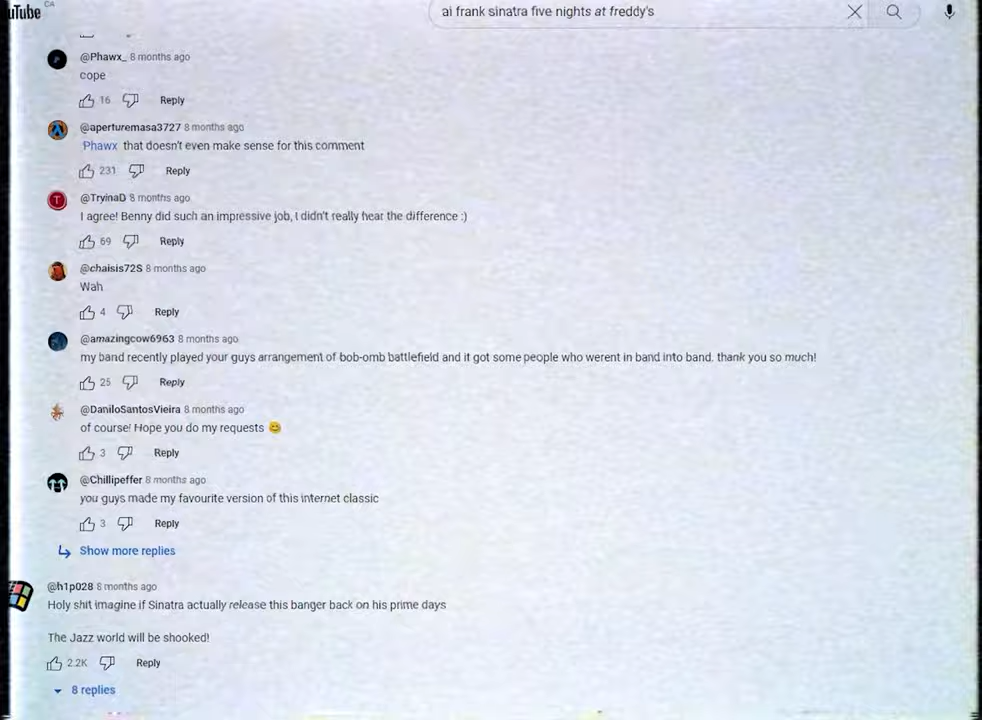 uTube CA
ai frank sinatra five nights at freddy's
@Phawx_ 8 months ago
cope
16 Reply
@aperturemasa3727 8 months ago
Phawx that doesn't even make sense for this comment
231 Reply
@TryinaD 8 months ago
I agree! Benny did such an impressive job, I didn't really hear the difference :)
69 Reply
@chaisis72S 8 months ago
Wah
4 Reply
@amazingcow6963 8 months ago
my band recently played your guys arrangement of bob-omb battlefield and it got some people who werent in band into band. thank you so much!
25 Reply
@DaniloSantosVieira 8 months ago
of course! Hope you do my requests 😊
3 Reply
@Chillipeffer 8 months ago
you guys made my favourite version of this internet classic
3 Reply
Show more replies
@h1p028 8 months ago
Holy shit imagine if Sinatra actually release this banger back on his prime days
The Jazz world will be shooked!
2.2K Reply
8 replies